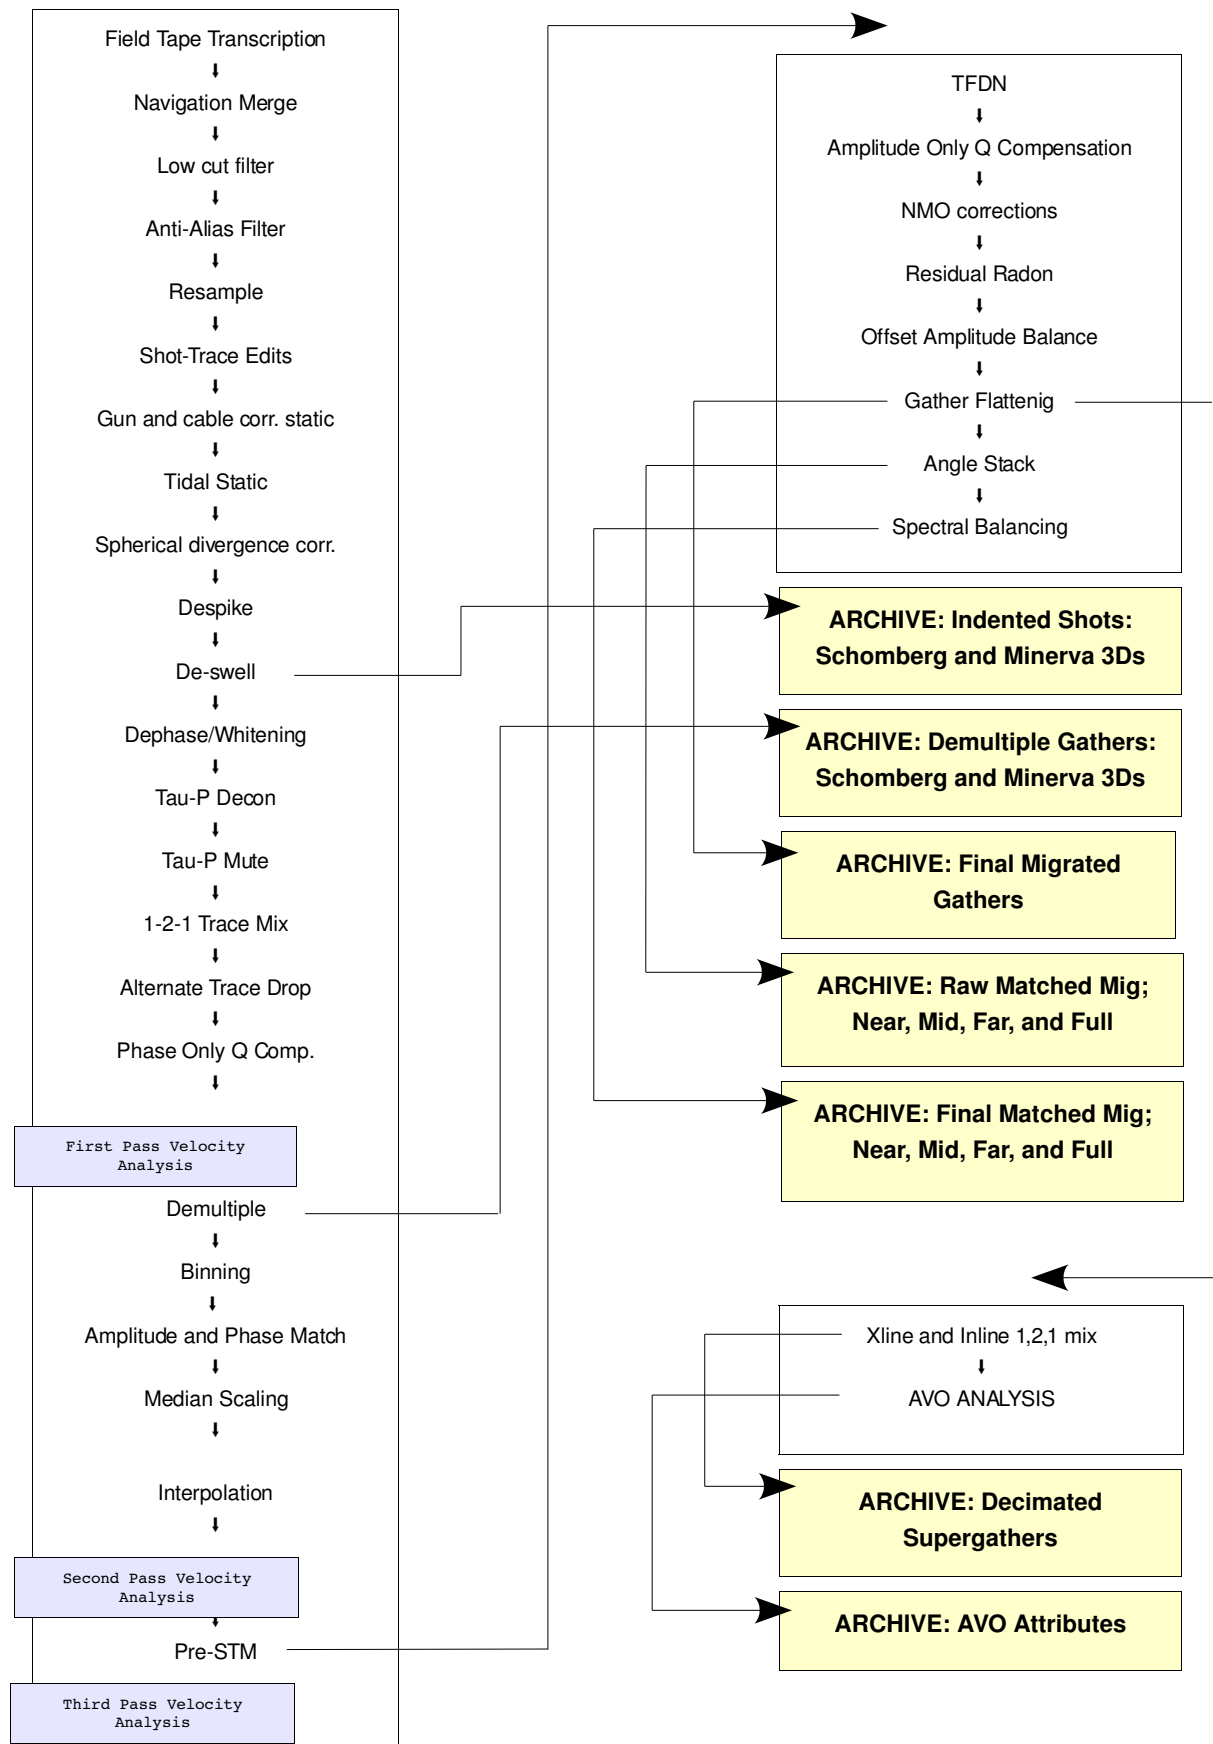 Field Tape Transcription
Navigation Merge
Low cut filter
Anti-Alias Filter
Resample
Shot-Trace Edits
Gun and cable corr. static
Tidal Static
Spherical divergence corr.
Despike
De-swell
Dephase/Whitening
Tau-P Decon
Tau-P Mute
1-2-1 Trace Mix
Alternate Trace Drop
Phase Only Q Comp.
First Pass Velocity
Analysis
Demultiple
Binning
Amplitude and Phase Match
Median Scaling
Interpolation
Second Pass Velocity
Analysis
Pre-STM
Third Pass Velocity
Analysis
TFDN
Amplitude Only Q Compensation
NMO corrections
Residual Radon
Offset Amplitude Balance
Gather Flattenig
Angle Stack
Spectral Balancing
ARCHIVE: Indented Shots:
Schomberg and Minerva 3Ds
ARCHIVE: Demultiple Gathers:
Schomberg and Minerva 3Ds
ARCHIVE: Final Migrated
Gathers
ARCHIVE: Raw Matched Mig;
Near, Mid, Far, and Full
ARCHIVE: Final Matched Mig;
Near, Mid, Far, and Full
Xline and Inline 1,2,1 mix
AVO ANALYSIS
ARCHIVE: Decimated
Supergathers
ARCHIVE: AVO Attributes